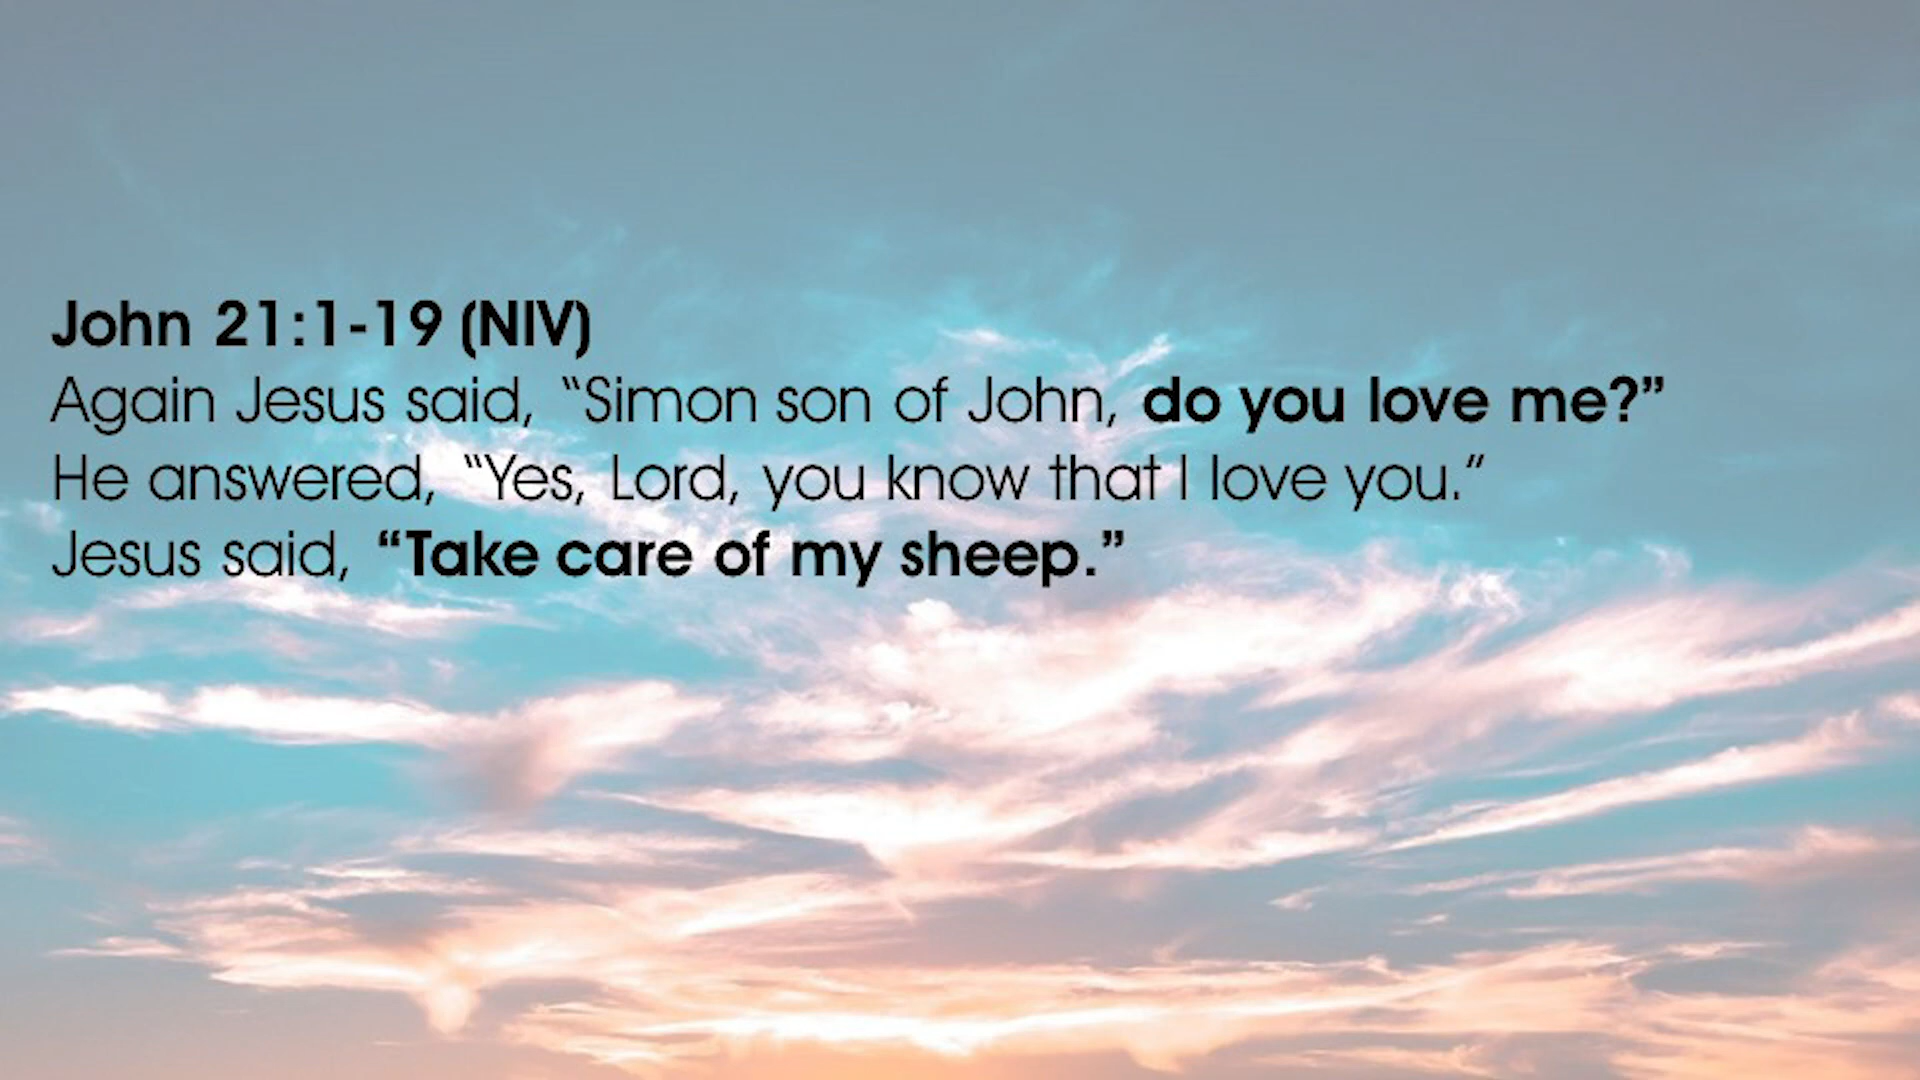 John 21:1-19 (NIV)
Again Jesus said, “Simon son of John, do you love me?”
He answered, “Yes, Lord, you know that I love you.”
Jesus said, “Take care of my sheep.”